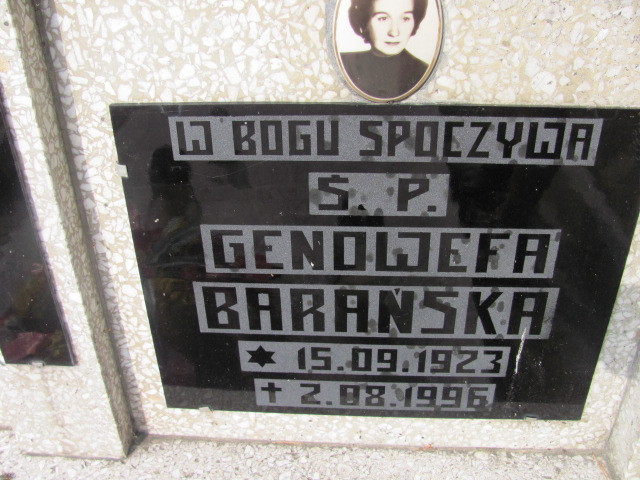 W BOGU SPOCZYWA
Ś. P.
GENOWEFA
BARAŃSKA
✶ 15.09.1923
✝ 2.08.1996